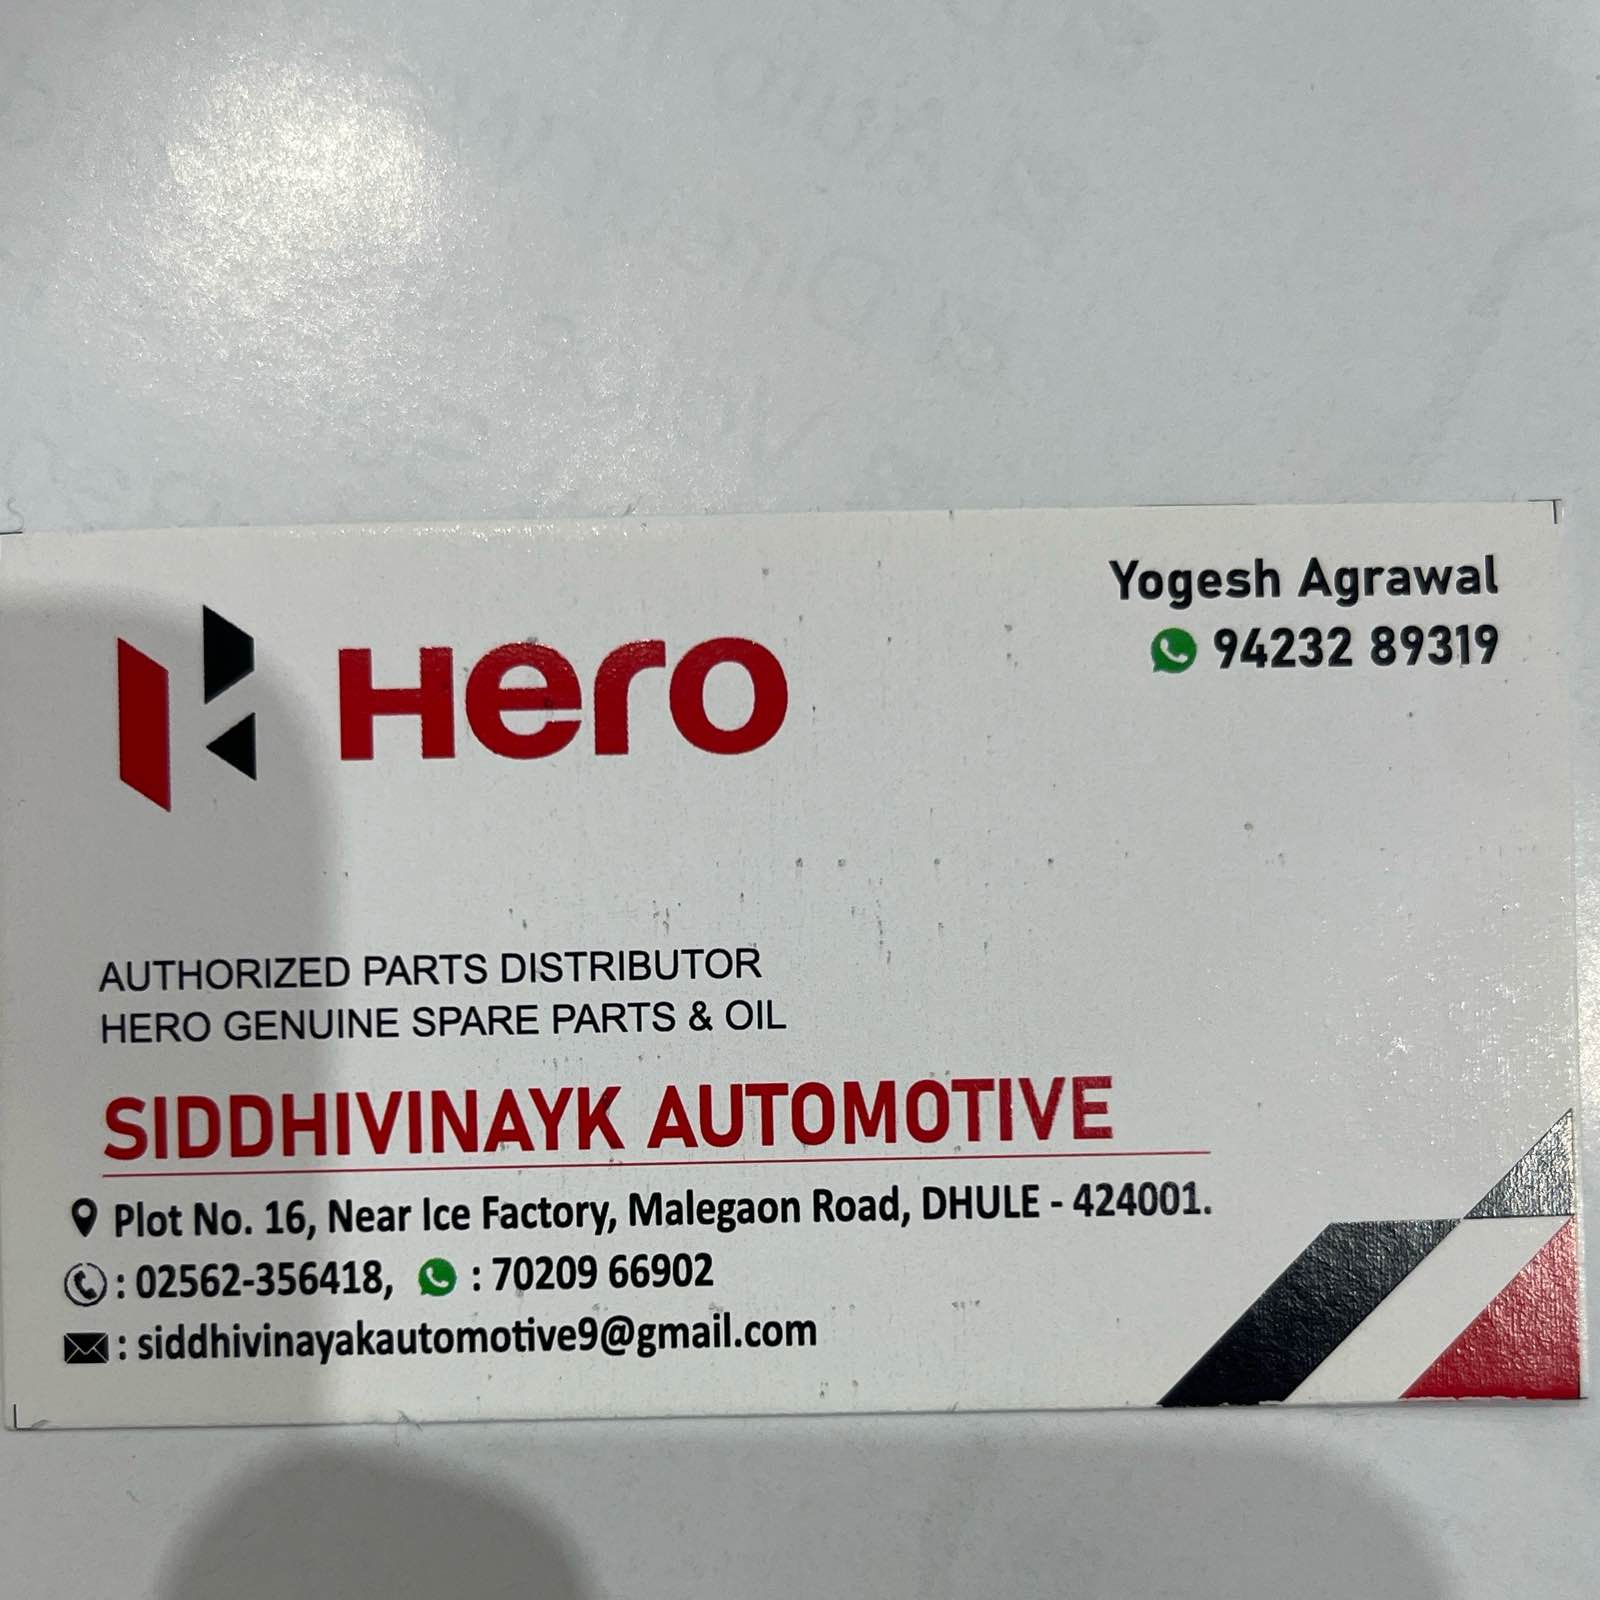 Yogesh Agrawal
94232 89319
Hero
AUTHORIZED PARTS DISTRIBUTOR
HERO GENUINE SPARE PARTS & OIL
SIDDHIVINAYK AUTOMOTIVE
Plot No. 16, Near Ice Factory, Malegaon Road, DHULE - 424001.
: 02562-356418, : 70209 66902
: siddhivinayakautomotive9@gmail.com